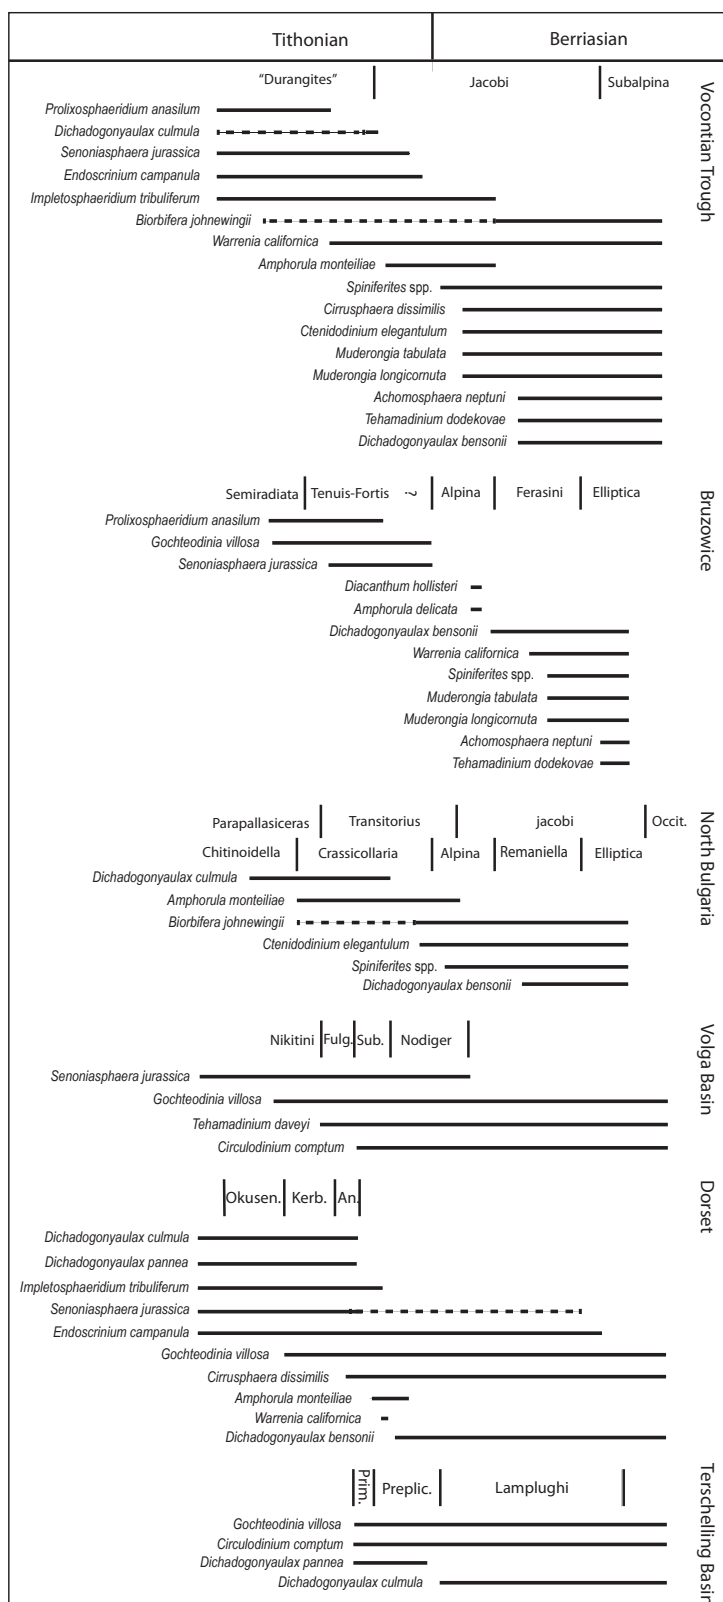 Tithonian Berriasian
Vocontian Trough
"Durangites" Jacobi Subalpina
Prolixosphaeridium anasilum
Dichadogonyaulax culmula
Senoniasphaera jurassica
Endoscrinium campanula
Impletosphaeridium tribuliferum
Biorbifera johnewingii
Warrenia californica
Amphorula monteiliae
Spiniferites spp.
Cirrusphaera dissimilis
Ctenidodinium elegantulum
Muderongia tabulata
Muderongia longicornuta
Achomosphaera neptuni
Tehamadinium dodekovae
Dichadogonyaulax bensonii
Bruzowice
Semiradiata Tenuis-Fortis ? Alpina Ferasini Elliptica
Prolixosphaeridium anasilum
Gochteodinia villosa
Senoniasphaera jurassica
Diacanthum hollisteri
Amphorula delicata
Dichadogonyaulax bensonii
Warrenia californica
Spiniferites spp.
Muderongia tabulata
Muderongia longicornuta
Achomosphaera neptuni
Tehamadinium dodekovae
North Bulgaria
Parapallasiceras Transitorius jacobi Occit.
Chitinoidella Crassicollaria Alpina Remaniella Elliptica
Dichadogonyaulax culmula
Amphorula monteiliae
Biorbifera johnewingii
Ctenidodinium elegantulum
Spiniferites spp.
Dichadogonyaulax bensonii
Volga Basin
Nikitini Fulg. Sub. Nodiger
Senoniasphaera jurassica
Gochteodinia villosa
Tehamadinium daveyi
Circulodinium comptum
Dorset
Okusen. Kerb. An.
Dichadogonyaulax culmula
Dichadogonyaulax pannea
Impletosphaeridium tribuliferum
Senoniasphaera jurassica
Endoscrinium campanula
Gochteodinia villosa
Cirrusphaera dissimilis
Amphorula monteiliae
Warrenia californica
Dichadogonyaulax bensonii
Terschelling Basin
Prim. Preplic. Lamplughi
Gochteodinia villosa
Circulodinium comptum
Dichadogonyaulax pannea
Dichadogonyaulax culmula